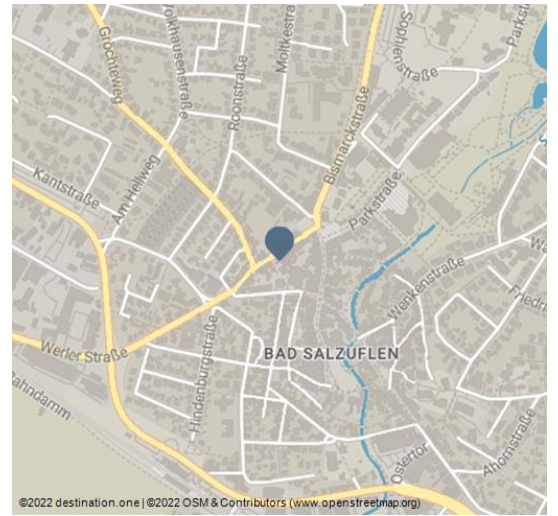 Grochteweg
Volkhausenstraße
Roonstraße
Moltkestraße
Sophienstraße
Parkstraße
Bismarckstraße
Kantstraße
Am Hellweg
Parkstraße
Wenkenstraße
Werler Straße
Hindenburgstraße
BAD SALZUFLEN
Bahndamm
Ahornstraße
Ostertor
©2022 destination.one | ©2022 OSM & Contributors (www.openstreetmap.org)